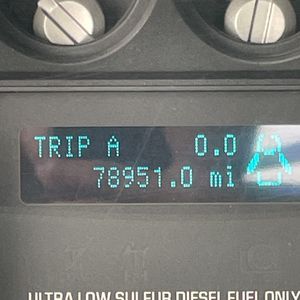 TRIP A 0.0
78951.0 mi
ULTRA LOW SULFUR DIESEL FUEL ONLY